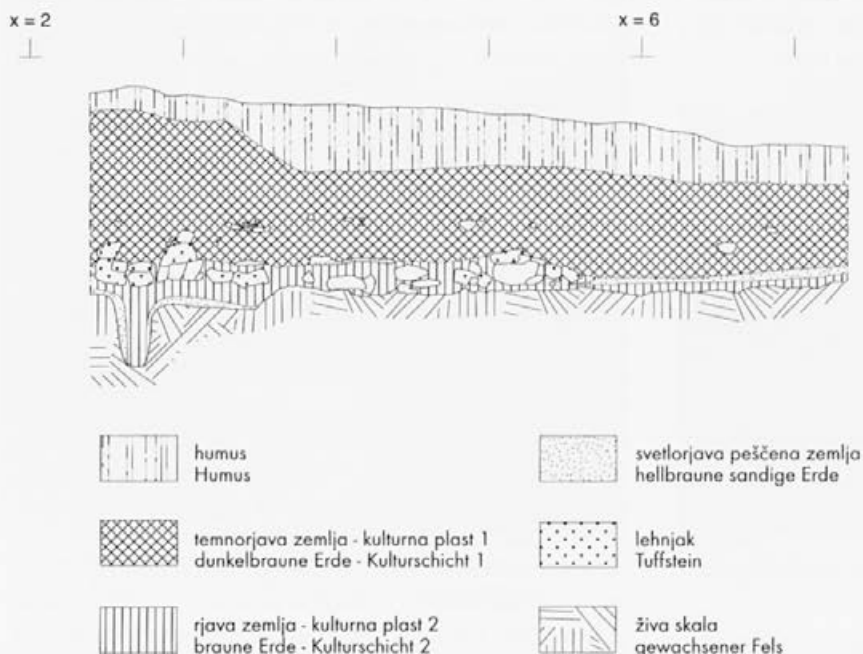 x = 2
x = 6
humus
Humus
temnorjava zemlja - kulturna plast 1
dunkelbraune Erde - Kulturschicht 1
rjava zemlja - kulturna plast 2
braune Erde - Kulturschicht 2
svetlorjava peščena zemlja
hellbraune sandige Erde
lehnjak
Tuffstein
živa skala
gewachsener Fels